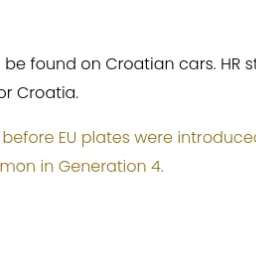 be found on Croatian cars. HR st
or Croatia.
before EU plates were introduced
mon in Generation 4.